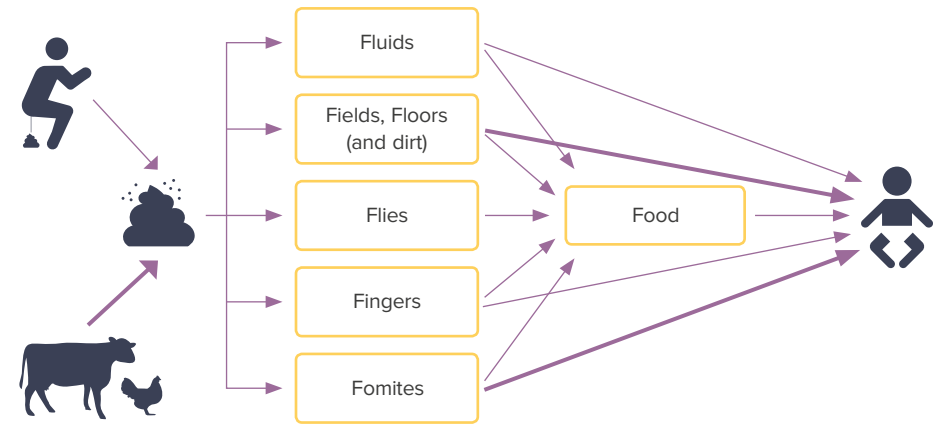 Fluids
Fields, Floors
(and dirt)
Flies
Food
Fingers
Fomites